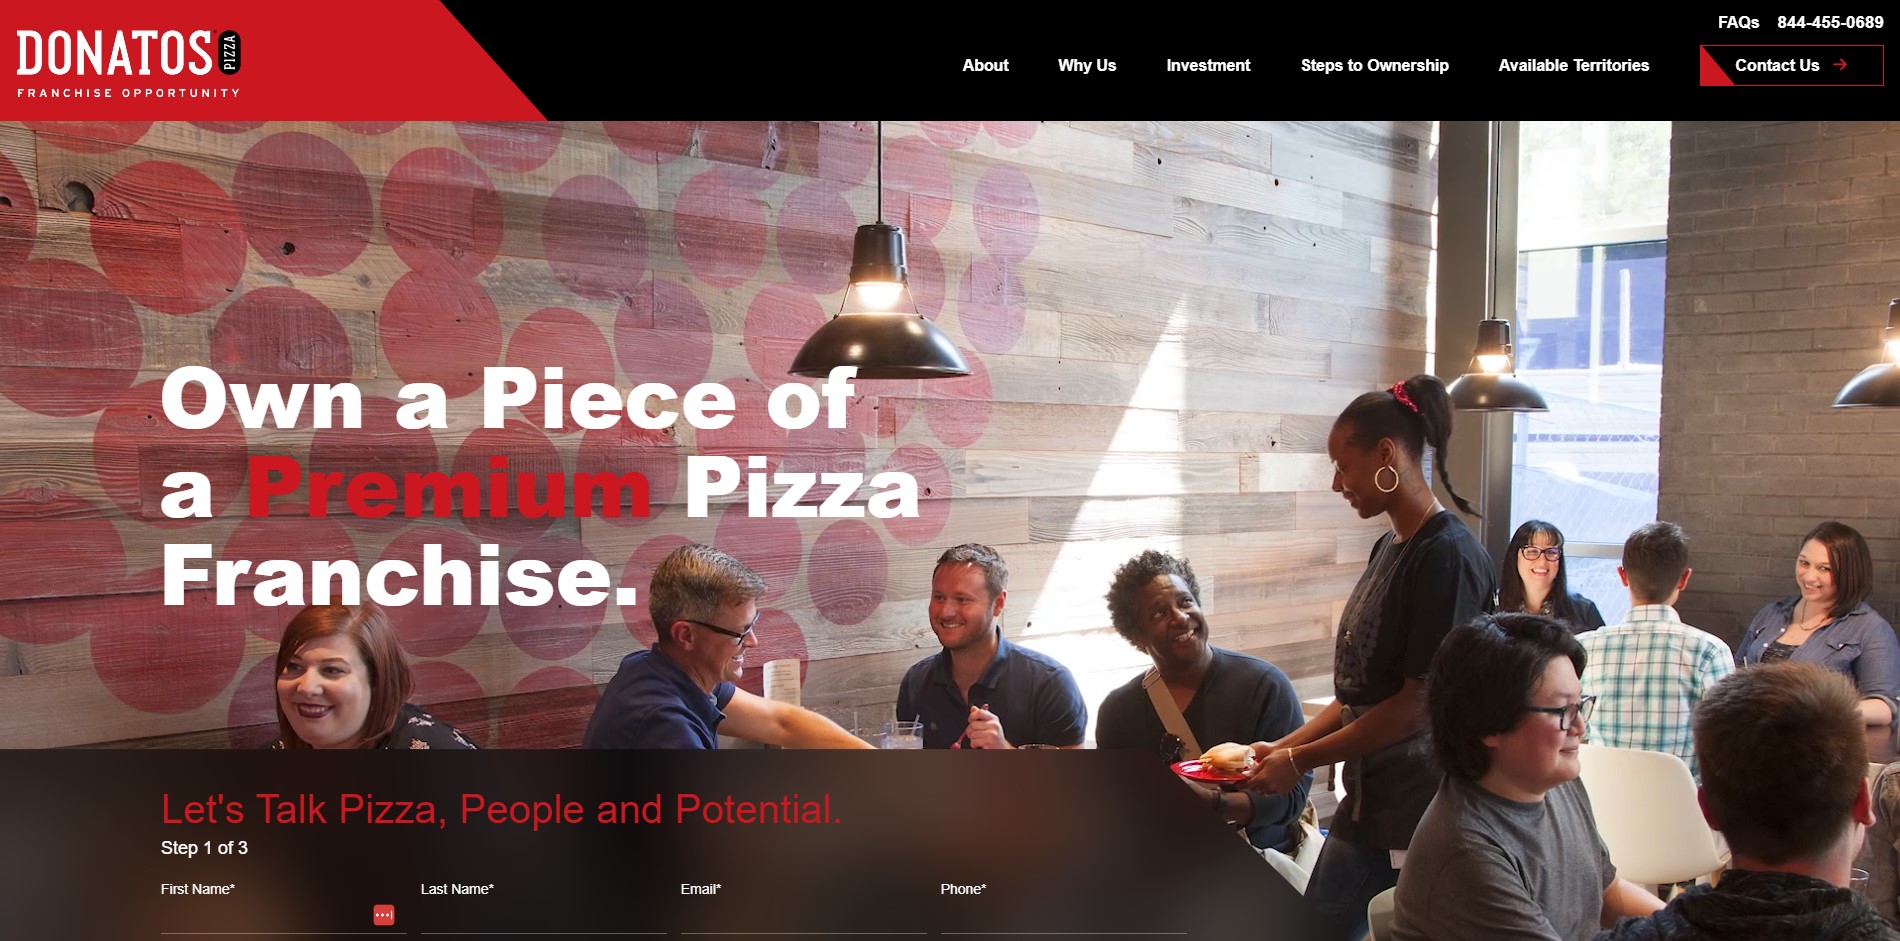 DONATOS PIZZA
FRANCHISE OPPORTUNITY
FAQs 844-455-0689
About Why Us Investment Steps to Ownership Available Territories Contact Us
Own a Piece of
a Premium Pizza
Franchise.
Let's Talk Pizza, People and Potential.
Step 1 of 3
First Name* Last Name* Email* Phone*